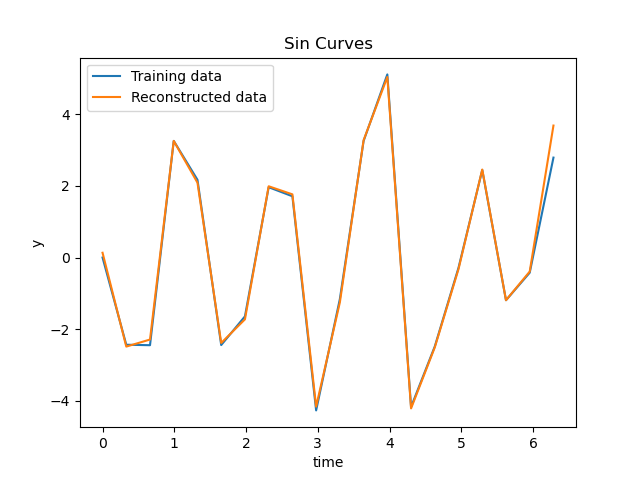 Sin Curves
Training data
Reconstructed data
4
2
0
−2
−4
y
0 1 2 3 4 5 6
time